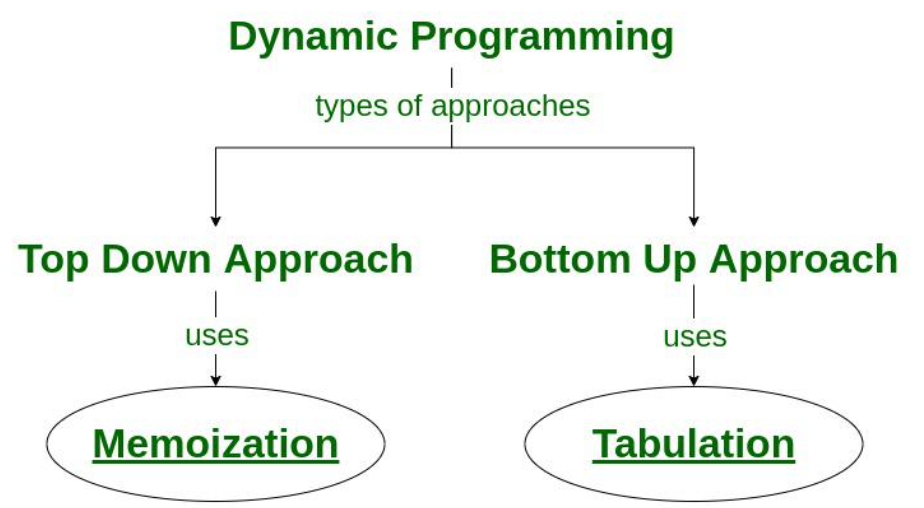 Dynamic Programming
types of approaches
Top Down Approach
Bottom Up Approach
uses
uses
Memoization
Tabulation